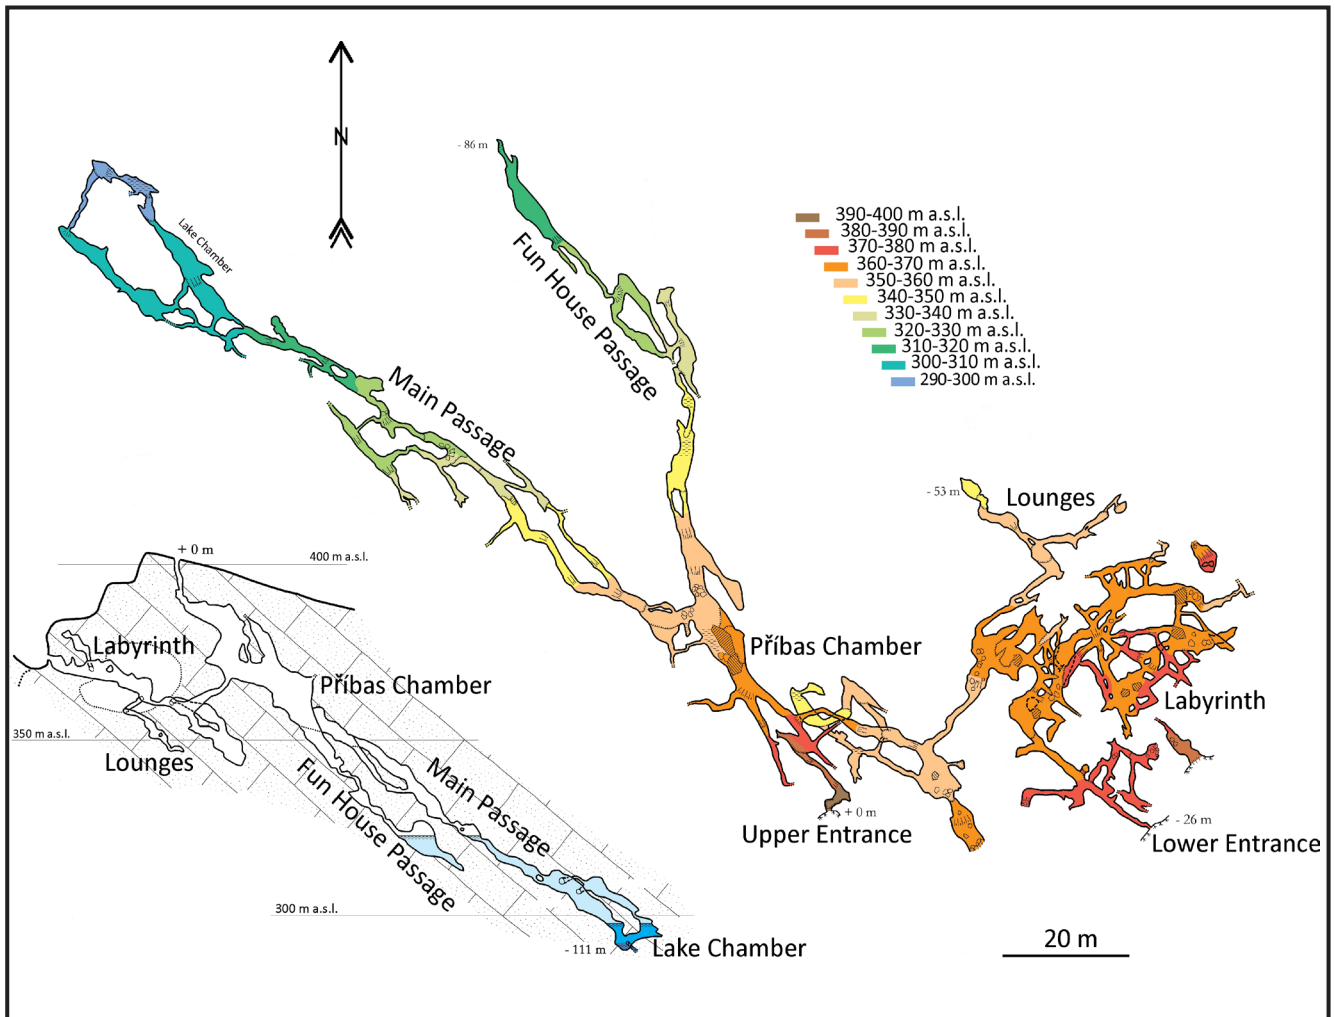 N
- 86 m
Lake Chamber
Fun House Passage
390-400 m a.s.l.
380-390 m a.s.l.
370-380 m a.s.l.
360-370 m a.s.l.
350-360 m a.s.l.
340-350 m a.s.l.
330-340 m a.s.l.
320-330 m a.s.l.
310-320 m a.s.l.
300-310 m a.s.l.
290-300 m a.s.l.
Main Passage
- 53 m
Lounges
+ 0 m
400 m a.s.l.
Labyrinth
Příbas Chamber
Příbas Chamber
Labyrinth
350 m a.s.l.
Lounges
Fun House Passage
Main Passage
+ 0 m
Upper Entrance
- 26 m
Lower Entrance
300 m a.s.l.
- 111 m
Lake Chamber
20 m